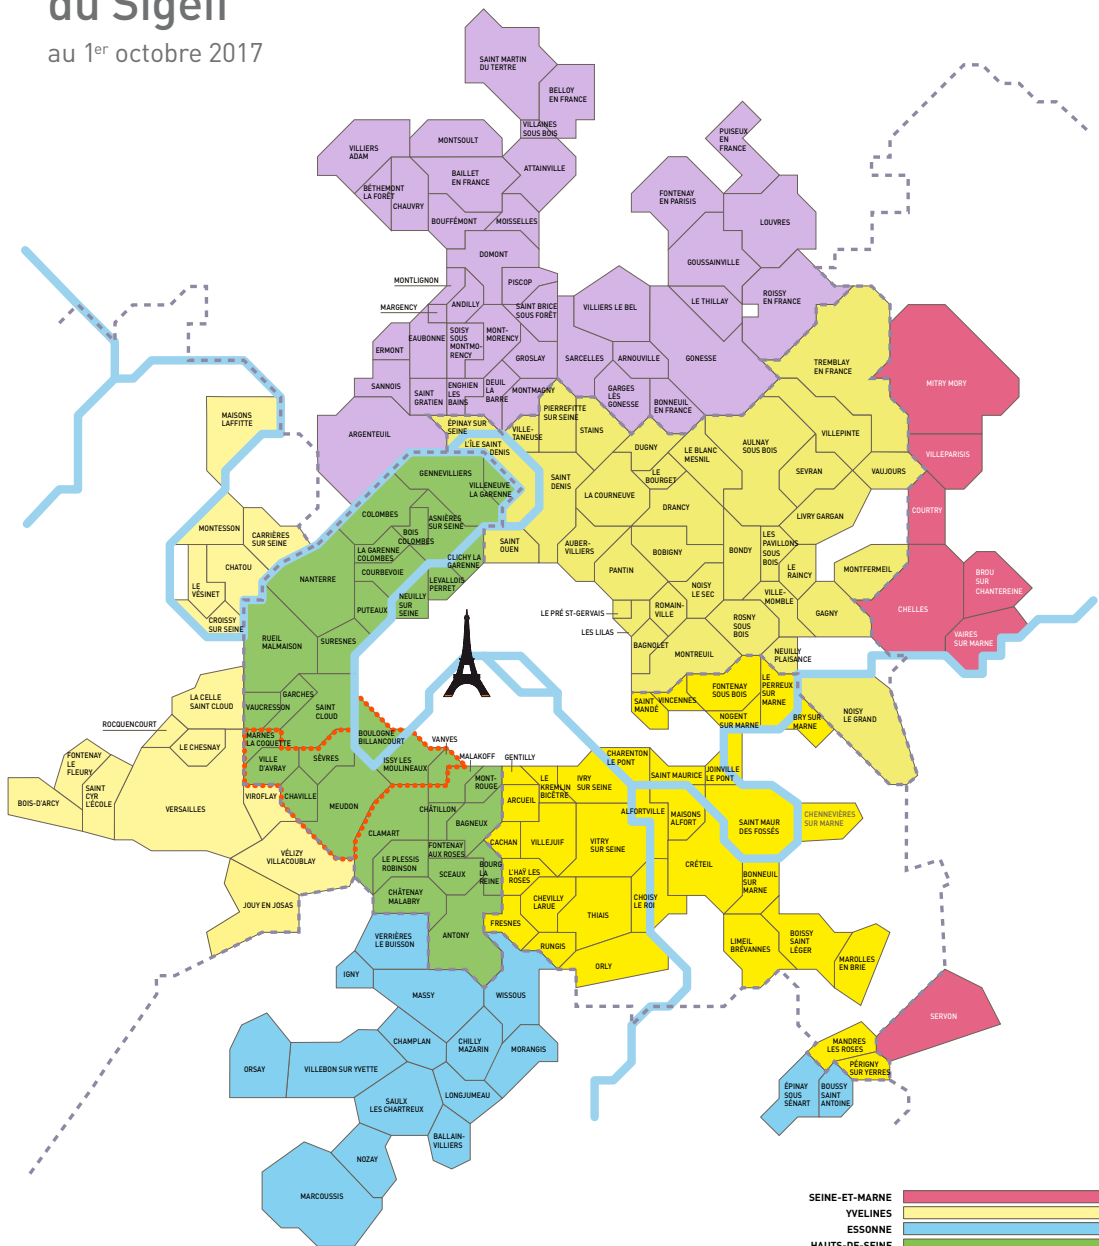 du Sigeif
au 1er octobre 2017
SAINT MARTIN
DU TERTRE
BELLOY
EN FRANCE
VILLAINES
SOUS BOIS
PUISEUX
EN
FRANCE
VILLIERS
ADAM
MONTSOULT
BAILLET
EN FRANCE
ATTAINVILLE
BÉTHEMONT
LA FORÊT
CHAUVRY
FONTENAY
EN PARISIS
BOUFFÉMONT
MOISSELLES
LOUVRES
DOMONT
GOUSSAINVILLE
MONTLIGNON
PISCOP
MARGENCY
ANDILLY
SAINT BRICE
SOUS FORÊT
VILLIERS LE BEL
LE THILLAY
ROISSY
EN FRANCE
EAUBONNE
SOISY
SOUS
MONTMO-
RENCY
MONT-
MORENCY
ERMONT
GROSLAY
SARCELLES
ARNOUVILLE
GONESSE
TREMBLAY
EN FRANCE
MITRY MORY
SANNOIS
SAINT
GRATIEN
ENGHIEN
LES
BAINS
DEUIL
LA
BARRE
MONTMAGNY
GARGES
LÈS
GONESSE
BONNEUIL
EN FRANCE
MAISONS
LAFFITTE
ARGENTEUIL
ÉPINAY SUR
SEINE
VILLE-
TANEUSE
PIERREFITTE
SUR SEINE
STAINS
L'ÎLE SAINT
DENIS
DUGNY
LE BLANC
MESNIL
AULNAY
SOUS BOIS
VILLEPINTE
VILLEPARISIS
GENNEVILLIERS
VILLENEUVE
LA GARENNE
SAINT
DENIS
LE
BOURGET
SEVRAN
VAUJOURS
LA COURNEUVE
DRANCY
COURTRY
COLOMBES
ASNIÈRES
SUR SEINE
BOIS
COLOMBES
LIVRY GARGAN
MONTESSON
CARRIÈRES
SUR SEINE
SAINT
OUEN
AUBER-
VILLIERS
BOBIGNY
BONDY
LES
PAVILLONS
SOUS
BOIS
LA GARENNE
COLOMBES
CLICHY LA
GARENNE
CHATOU
COURBEVOIE
LEVALLOIS
PERRET
PANTIN
LE
RAINCY
MONTFERMEIL
BROU
SUR
CHANTEREINE
NANTERRE
LE
VÉSINET
NEUILLY
SUR
SEINE
NOISY
LE SEC
VILLE-
MOMBLE
CHELLES
PUTEAUX
LE PRÉ ST-GERVAIS
ROMAIN-
VILLE
GAGNY
CROISSY
SUR SEINE
LES LILAS
ROSNY
SOUS
BOIS
VAIRES
SUR MARNE
RUEIL
MALMAISON
SURESNES
BAGNOLET
MONTREUIL
NEUILLY
PLAISANCE
LA CELLE
SAINT CLOUD
VAUCRESSON
GARCHES
SAINT
CLOUD
SAINT
MANDÉ
VINCENNES
FONTENAY
SOUS BOIS
LE
PERREUX
SUR
MARNE
NOGENT
SUR MARNE
BRY SUR
MARNE
NOISY
LE GRAND
ROCQUENCOURT
MARNES
LA COQUETTE
BOULOGNE
BILLANCOURT
VANVES
LE CHESNAY
VILLE
D'AVRAY
SÈVRES
ISSY LES
MOULINEAUX
MALAKOFF
GENTILLY
CHARENTON
LE PONT
FONTENAY
LE
FLEURY
SAINT MAURICE
JOINVILLE
LE PONT
MONT-
ROUGE
LE
KREMLIN
BICÊTRE
IVRY
SUR SEINE
BOIS-D'ARCY
SAINT
CYR
L'ÉCOLE
VERSAILLES
VIROFLAY
CHAVILLE
MEUDON
ARCUEIL
ALFORTVILLE
MAISONS
ALFORT
SAINT MAUR
DES FOSSÉS
CHENNEVIÈRES
SUR MARNE
CHÂTILLON
BAGNEUX
CLAMART
CACHAN
VILLEJUIF
VITRY
SUR SEINE
VÉLIZY
VILLACOUBLAY
FONTENAY
AUX ROSES
LE PLESSIS
ROBINSON
SCEAUX
BOURG
LA
REINE
L'HAŸ LES
ROSES
CRÉTEIL
BONNEUIL
SUR
MARNE
CHÂTENAY
MALABRY
CHEVILLY
LARUE
CHOISY
LE ROI
JOUY EN JOSAS
THIAIS
FRESNES
ANTONY
VERRIÈRES
LE BUISSON
RUNGIS
LIMEIL
BRÉVANNES
BOISSY
SAINT
LÉGER
ORLY
MAROLLES
EN BRIE
IGNY
MASSY
WISSOUS
SERVON
CHAMPLAN
CHILLY
MAZARIN
MORANGIS
MANDRES
LES ROSES
ORSAY
VILLEBON SUR YVETTE
PÉRIGNY
SUR YERRES
ÉPINAY
SOUS
SÉNART
BOUSSY
SAINT
ANTOINE
SAULX
LES CHARTREUX
LONGJUMEAU
BALLAIN-
VILLIERS
NOZAY
MARCOUSSIS
SEINE-ET-MARNE
YVELINES
ESSONNE
HAUTS-DE-SEINE